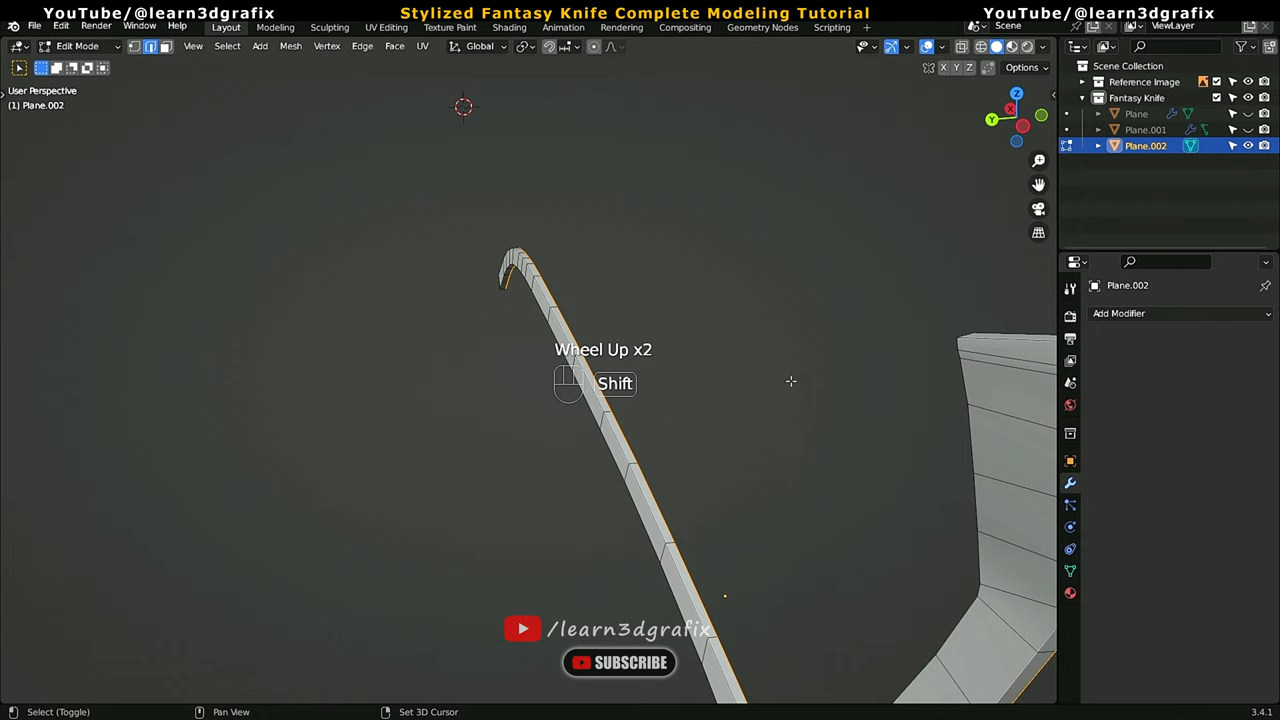 YouTube/@learn3dgrafix
Stylized Fantasy Knife Complete Modeling Tutorial
YouTube/@learn3dgrafix
File Edit Render Window Help Layout Modeling Sculpting UV Editing Texture Paint Shading Animation Rendering Compositing Geometry Nodes Scripting +
Scene
ViewLayer
Edit Mode View Select Add Mesh Vertex Edge Face UV Global
X Y Z Options
User Perspective
(1) Plane.002
Z
X
Y
Scene Collection
Reference Image
Fantasy Knife
Plane
Plane.001
Plane.002
Plane.002
Add Modifier
Wheel Up x2
Shift
/learn3dgrafix
SUBSCRIBE
Select (Toggle) Pan View Set 3D Cursor 3.4.1